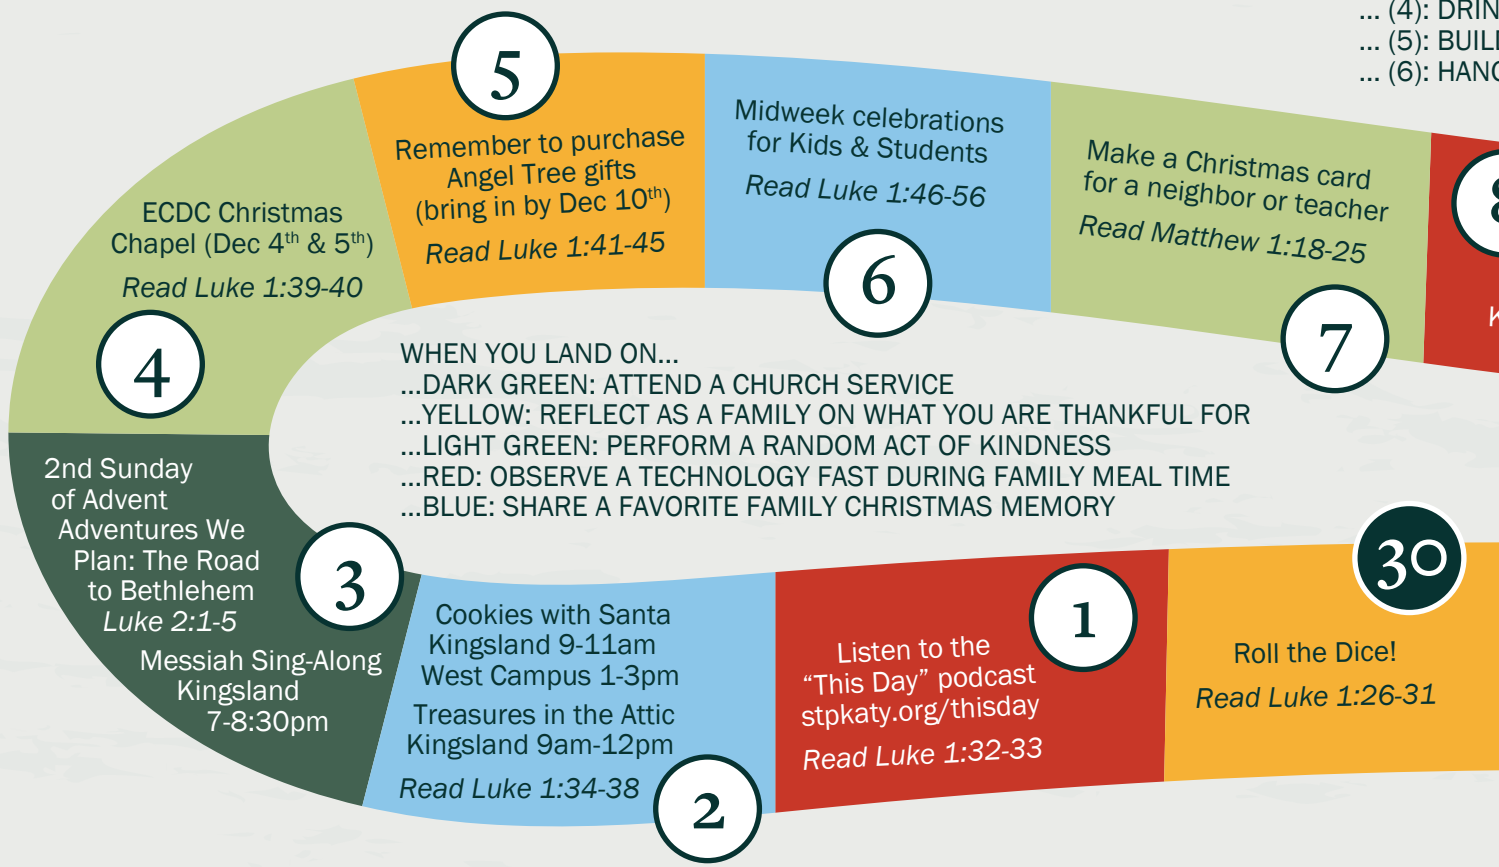 ... (4):
... (5):
... (6):
5
Remember to purchase
Angel Tree gifts
(bring in by Dec 10th)
Read Luke 1:41-45
Midweek celebrations
for Kids & Students
Read Luke 1:46-56
6
Make a Christmas card
for a neighbor or teacher
Read Matthew 1:18-25
7
8
ECDC Christmas
Chapel (Dec 4th & 5th)
Read Luke 1:39-40
4
WHEN YOU LAND ON...
...DARK GREEN: ATTEND A CHURCH SERVICE
...YELLOW: REFLECT AS A FAMILY ON WHAT YOU ARE THANKFUL FOR
...LIGHT GREEN: PERFORM A RANDOM ACT OF KINDNESS
...RED: OBSERVE A TECHNOLOGY FAST DURING FAMILY MEAL TIME
...BLUE: SHARE A FAVORITE FAMILY CHRISTMAS MEMORY
2nd Sunday
of Advent
Adventures We
Plan: The Road
to Bethlehem
Luke 2:1-5
Messiah Sing-Along
Kingsland
7-8:30pm
3
Cookies with Santa
Kingsland 9-11am
West Campus 1-3pm
Treasures in the Attic
Kingsland 9am-12pm
Read Luke 1:34-38
2
1
Listen to the
“This Day” podcast
stpkaty.org/thisday
Read Luke 1:32-33
30
Roll the Dice!
Read Luke 1:26-31